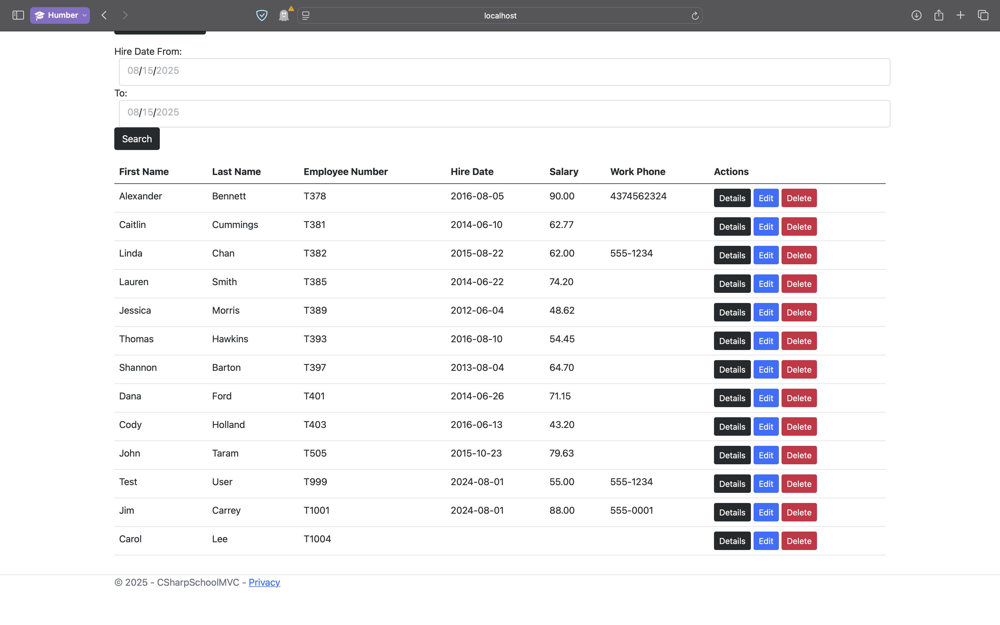 Humber
localhost
Hire Date From:
08/15/2025
To:
08/15/2025
Search
First Name Last Name Employee Number Hire Date Salary Work Phone Actions
Alexander Bennett T378 2016-08-05 90.00 4374562324 Details Edit Delete
Caitlin Cummings T381 2014-06-10 62.77 Details Edit Delete
Linda Chan T382 2015-08-22 62.00 555-1234 Details Edit Delete
Lauren Smith T385 2014-06-22 74.20 Details Edit Delete
Jessica Morris T389 2012-06-04 48.62 Details Edit Delete
Thomas Hawkins T393 2016-08-10 54.45 Details Edit Delete
Shannon Barton T397 2013-08-04 64.70 Details Edit Delete
Dana Ford T401 2014-06-26 71.15 Details Edit Delete
Cody Holland T403 2016-06-13 43.20 Details Edit Delete
John Taram T505 2015-10-23 79.63 Details Edit Delete
Test User T999 2024-08-01 55.00 555-1234 Details Edit Delete
Jim Carrey T1001 2024-08-01 88.00 555-0001 Details Edit Delete
Carol Lee T1004 Details Edit Delete
© 2025 - CSharpSchoolMVC - Privacy